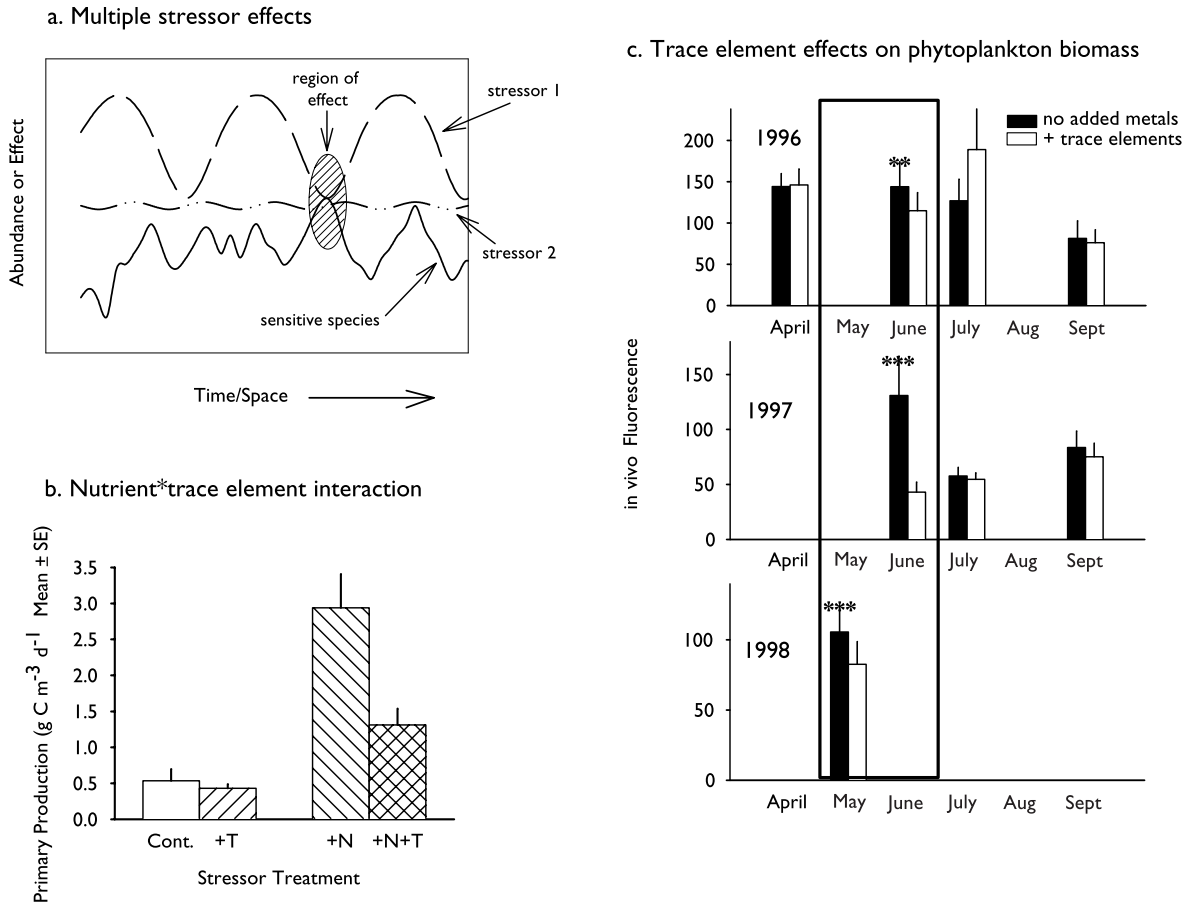 a. Multiple stressor effects
Abundance or Effect
region of
effect
stressor 1
stressor 2
sensitive species
Time/Space
b. Nutrient*trace element interaction
Primary Production (g C m⁻³ d⁻¹ Mean ± SE)
3.5
3.0
2.5
2.0
1.5
1.0
0.5
0.0
Cont. +T +N +N+T
Stressor Treatment
c. Trace element effects on phytoplankton biomass
no added metals
+ trace elements
in vivo Fluorescence
1996
200
150
100
50
0
**
April May June July Aug Sept
1997
150
100
50
0
***
April May June July Aug Sept
1998
100
50
0
***
April May June July Aug Sept